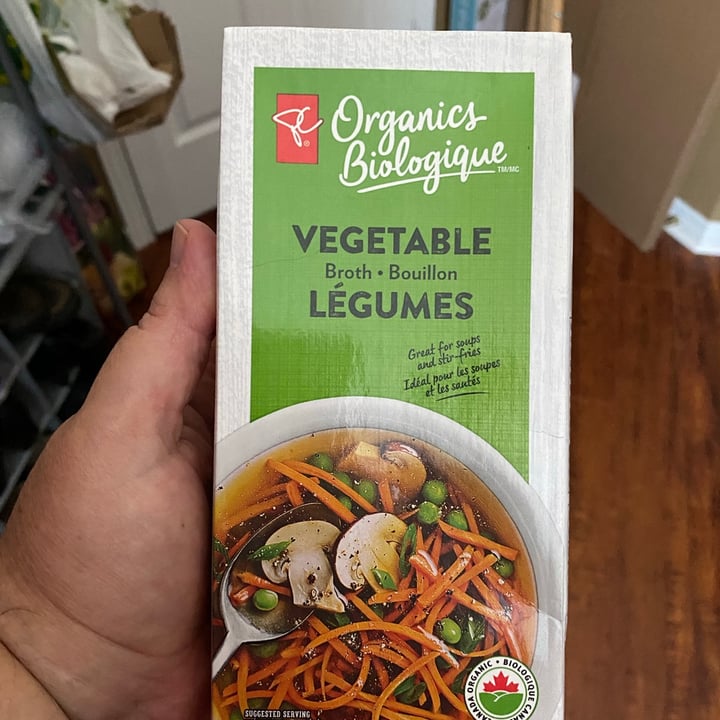 PC®
Organics
Biologique TM/MC
VEGETABLE
Broth • Bouillon
LÉGUMES
Great for soups
and stir-fries
Idéal pour les soupes
et les sautés
ORGANIC • BIOLOGIQUE
SUGGESTED SERVING